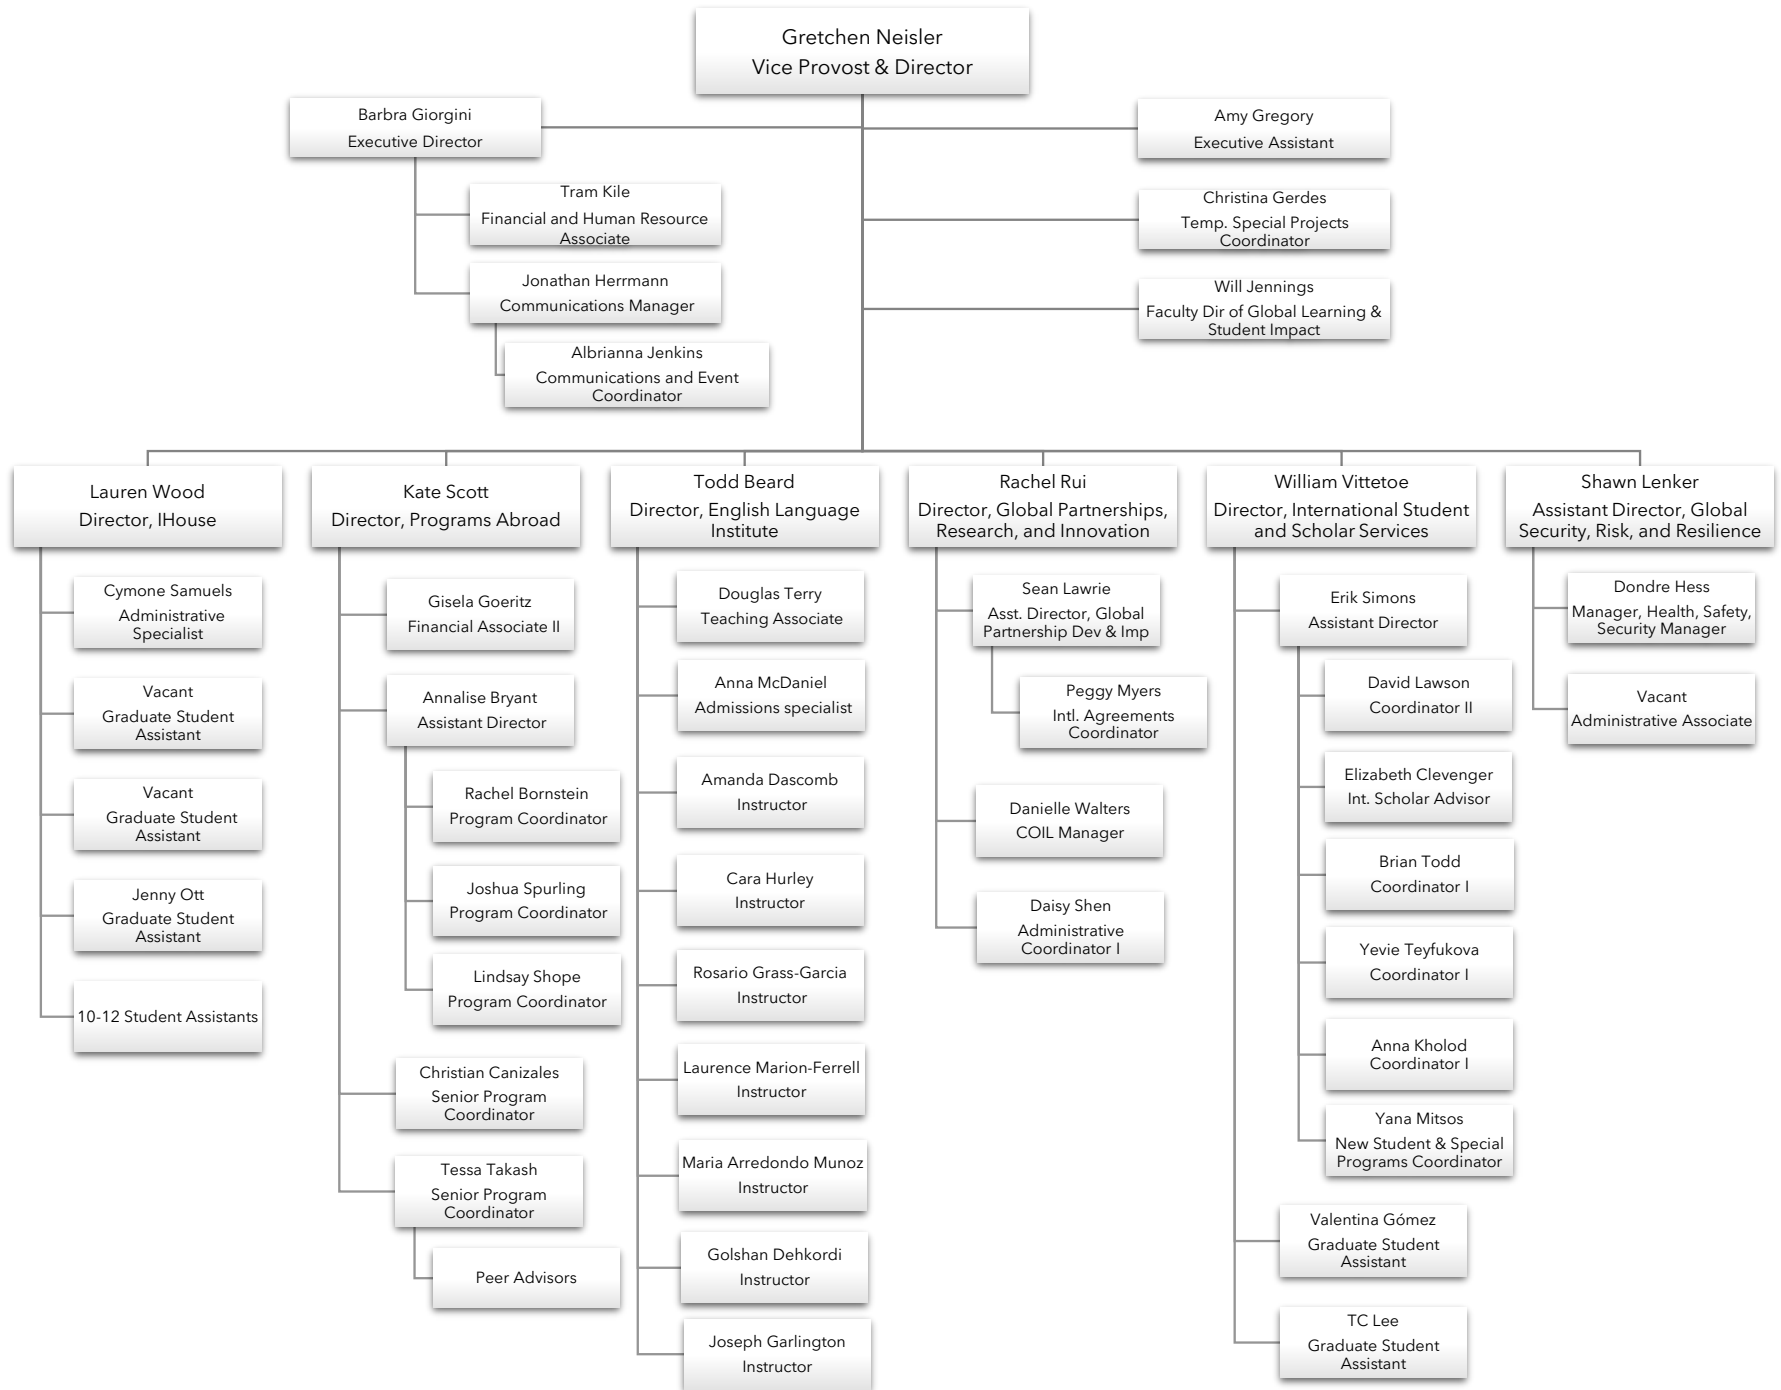 Gretchen Neisler
Vice Provost & Director
Barbra Giorgini
Executive Director
Tram Kile
Financial and Human Resource
Associate
Jonathan Herrmann
Communications Manager
Albrianna Jenkins
Communications and Event
Coordinator
Amy Gregory
Executive Assistant
Christina Gerdes
Temp. Special Projects
Coordinator
Will Jennings
Faculty Dir of Global Learning &
Student Impact
Lauren Wood
Director, IHouse
Cymone Samuels
Administrative
Specialist
Vacant
Graduate Student
Assistant
Vacant
Graduate Student
Assistant
Jenny Ott
Graduate Student
Assistant
10-12 Student Assistants
Kate Scott
Director, Programs Abroad
Gisela Goeritz
Financial Associate II
Annalise Bryant
Assistant Director
Rachel Bornstein
Program Coordinator
Joshua Spurling
Program Coordinator
Lindsay Shope
Program Coordinator
Christian Canizales
Senior Program
Coordinator
Tessa Takash
Senior Program
Coordinator
Peer Advisors
Todd Beard
Director, English Language
Institute
Douglas Terry
Teaching Associate
Anna McDaniel
Admissions specialist
Amanda Dascomb
Instructor
Cara Hurley
Instructor
Rosario Grass-Garcia
Instructor
Laurence Marion-Ferrell
Instructor
Maria Arredondo Munoz
Instructor
Golshan Dehkordi
Instructor
Joseph Garlington
Instructor
Rachel Rui
Director, Global Partnerships,
Research, and Innovation
Sean Lawrie
Asst. Director, Global
Partnership Dev & Imp
Peggy Myers
Intl. Agreements
Coordinator
Danielle Walters
COIL Manager
Daisy Shen
Administrative
Coordinator I
William Vittetoe
Director, International Student
and Scholar Services
Erik Simons
Assistant Director
David Lawson
Coordinator II
Elizabeth Clevenger
Int. Scholar Advisor
Brian Todd
Coordinator I
Yevie Teyfukova
Coordinator I
Anna Kholod
Coordinator I
Yana Mitsos
New Student & Special
Programs Coordinator
Valentina Gómez
Graduate Student
Assistant
TC Lee
Graduate Student
Assistant
Shawn Lenker
Assistant Director, Global
Security, Risk, and Resilience
Dondre Hess
Manager, Health, Safety,
Security Manager
Vacant
Administrative Associate